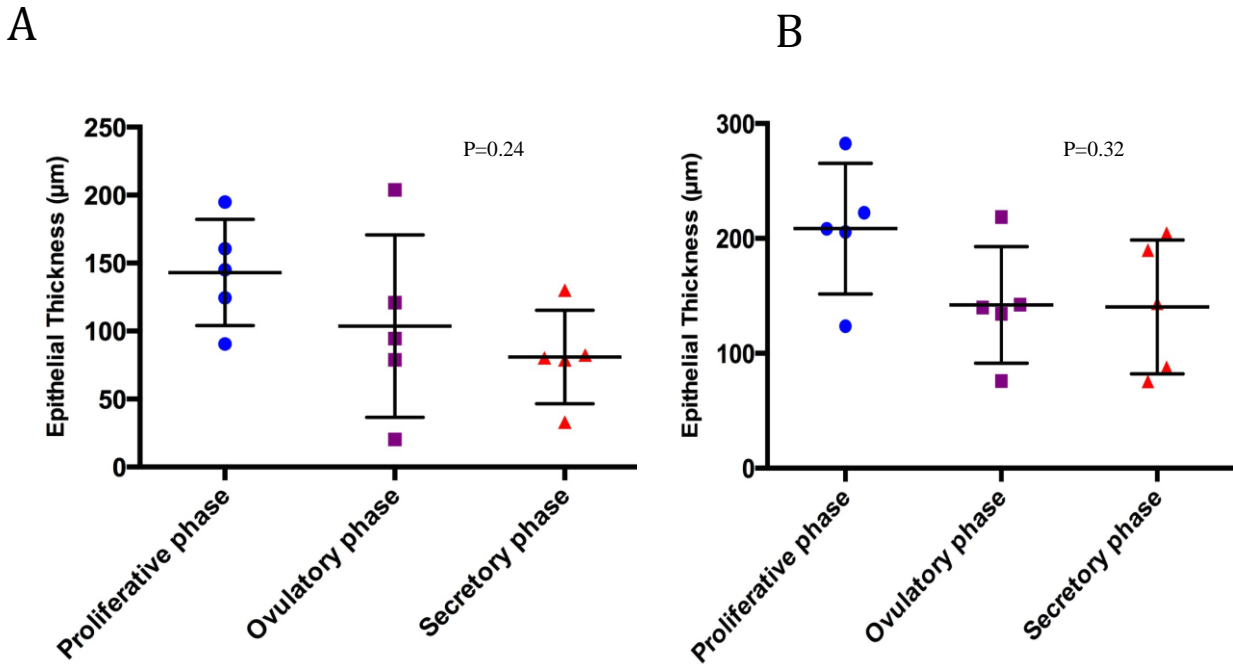 A
Epithelial Thickness (µm)
250
200
150
100
50
0
P=0.24
Proliferative phase
Ovulatory phase
Secretory phase
B
Epithelial Thickness (µm)
300
200
100
0
P=0.32
Proliferative phase
Ovulatory phase
Secretory phase